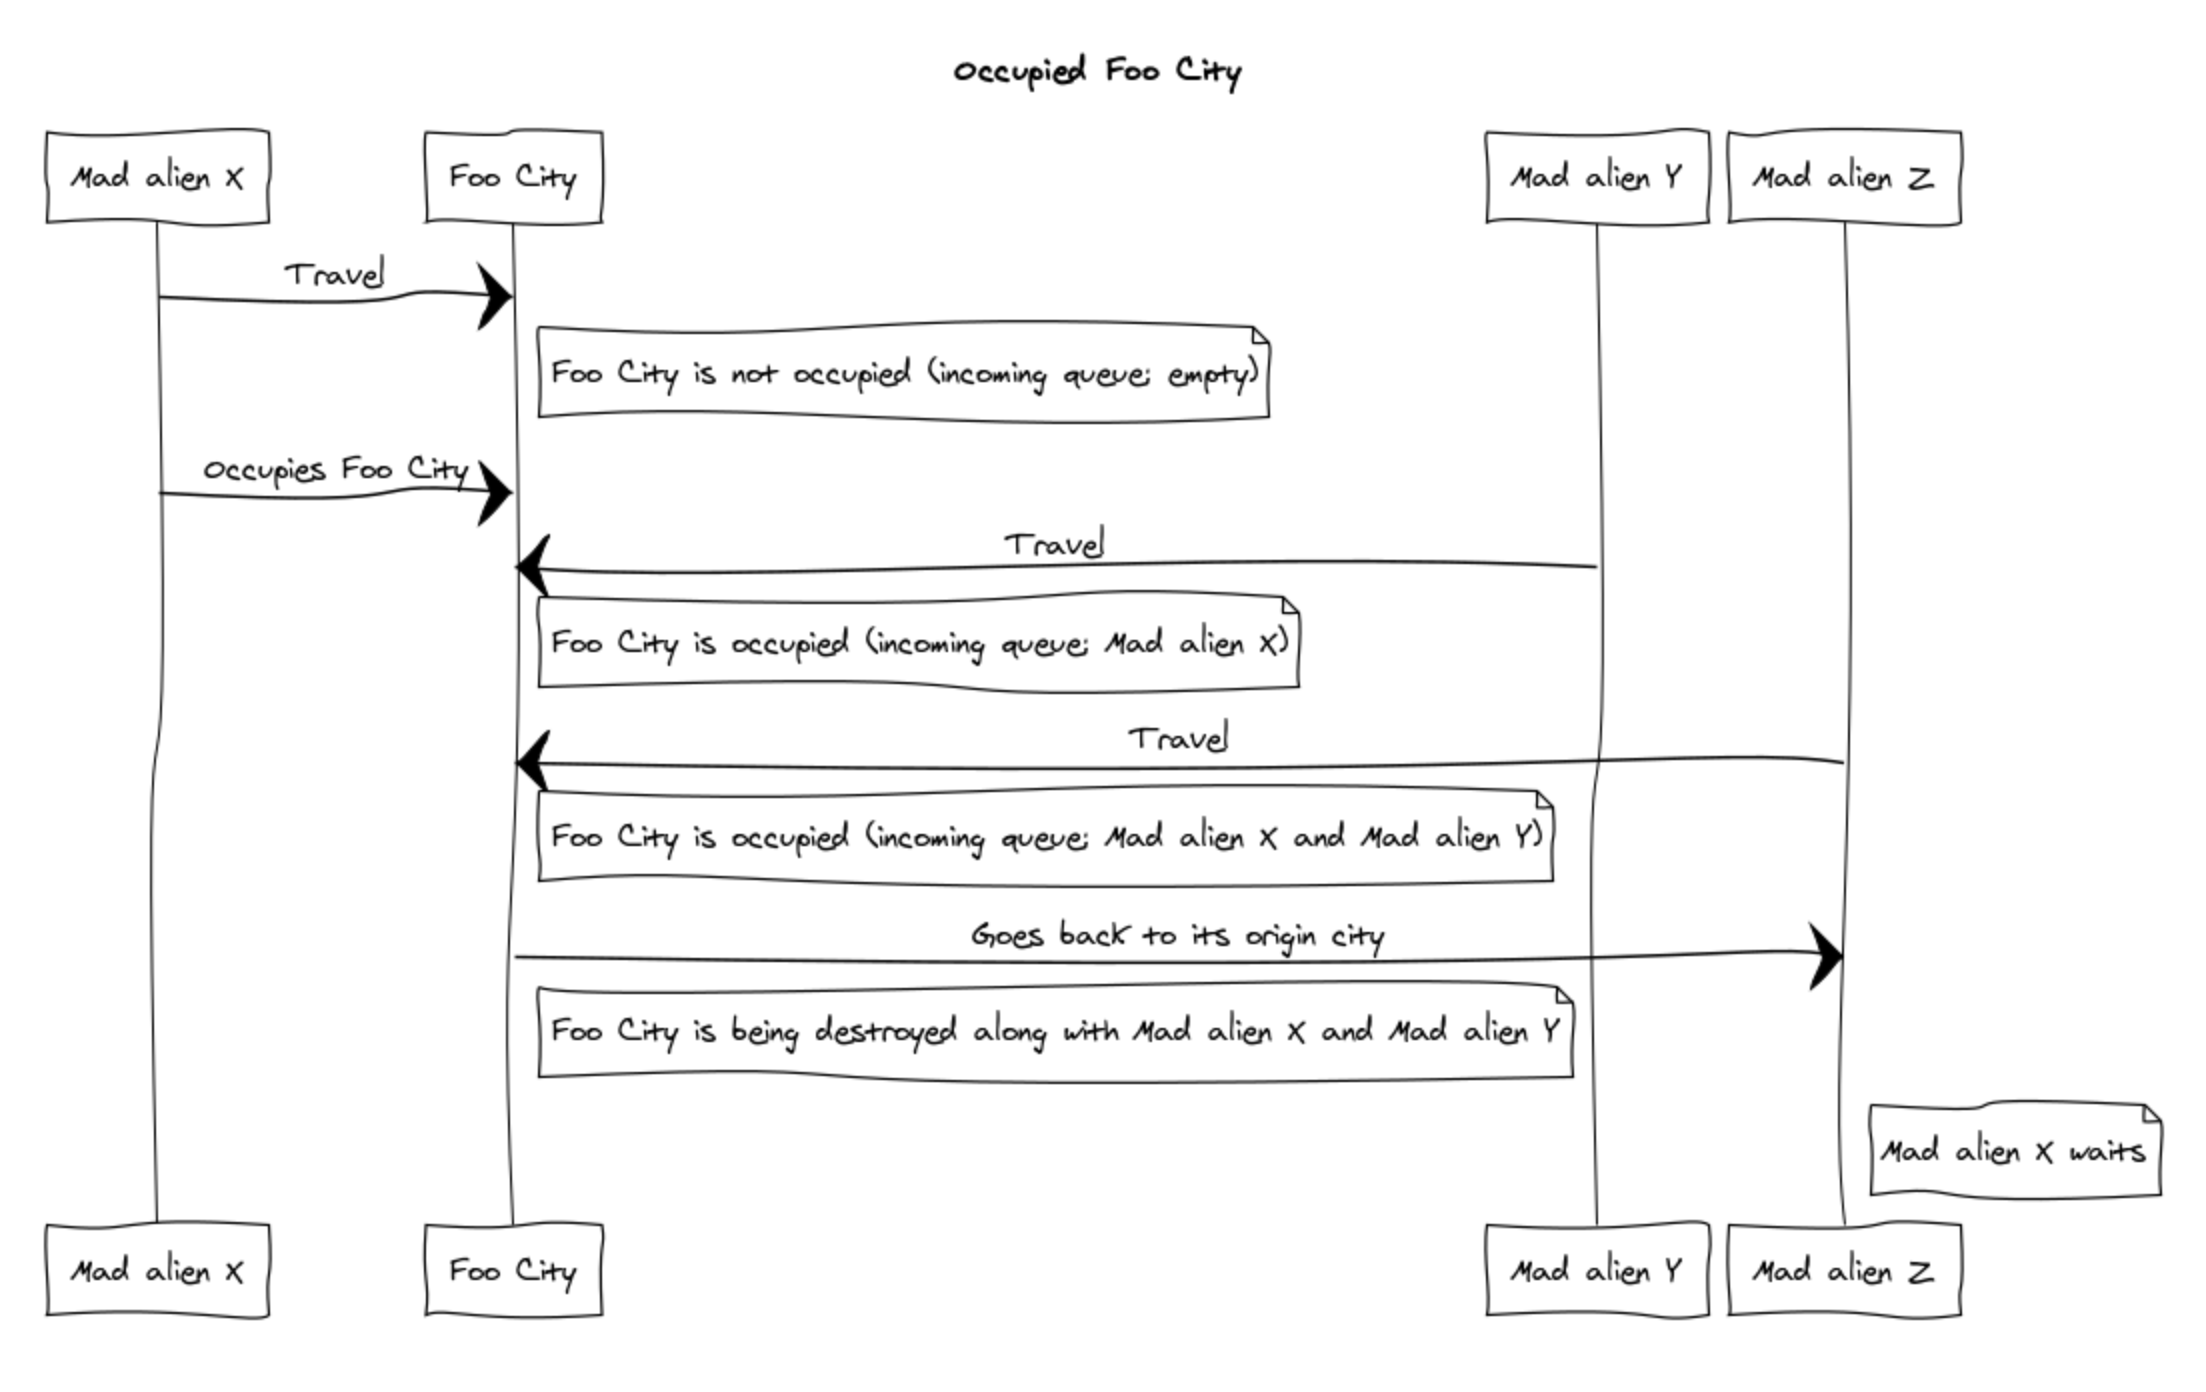 Occupied Foo City
Mad alien X
Foo City
Mad alien Y
Mad alien Z
Travel
Foo City is not occupied (incoming queue: empty)
Occupies Foo City
Travel
Foo City is occupied (incoming queue: Mad alien X)
Travel
Foo City is occupied (incoming queue: Mad alien X and Mad alien Y)
Goes back to its origin city
Foo City is being destroyed along with Mad alien X and Mad alien Y
Mad alien X waits
Mad alien X
Foo City
Mad alien Y
Mad alien Z